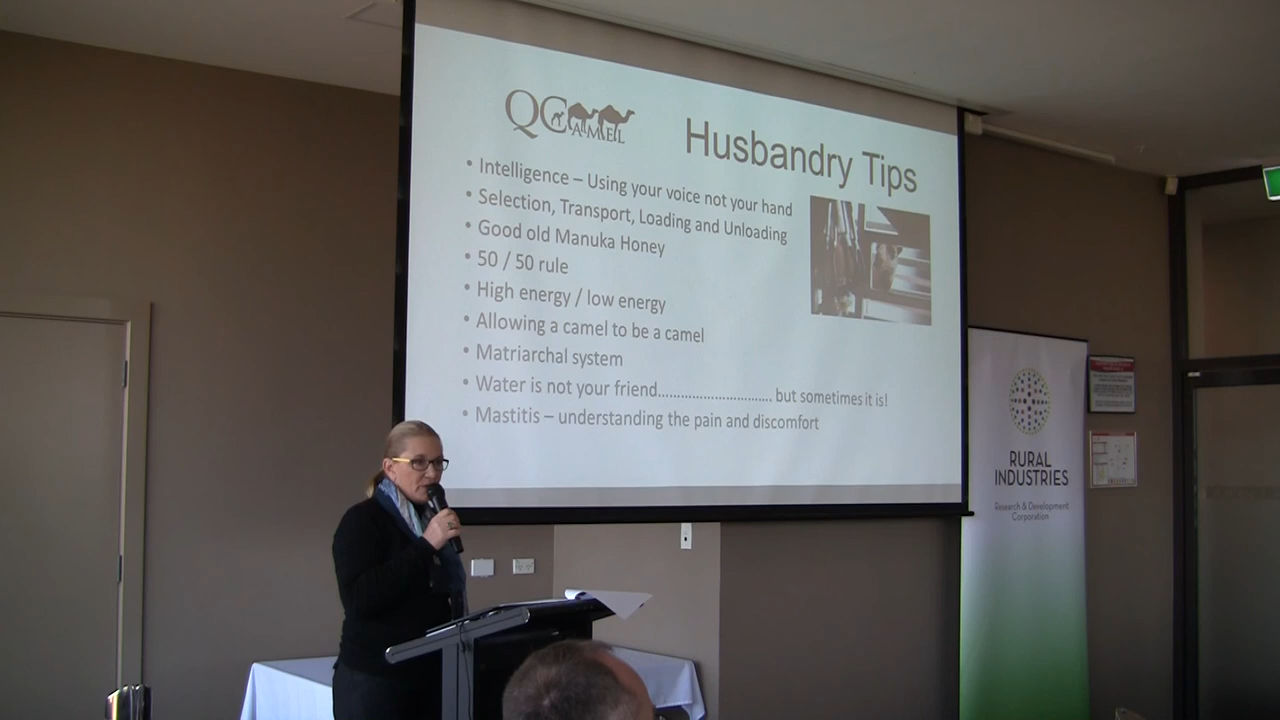 QCAMEL
Husbandry Tips
• Intelligence – Using your voice not your hand
• Selection, Transport, Loading and Unloading
• Good old Manuka Honey
• 50 / 50 rule
• High energy / low energy
• Allowing a camel to be a camel
• Matriarchal system
• Water is not your friend............................. but sometimes it is!
• Mastitis – understanding the pain and discomfort
RURAL
INDUSTRIES
Research & Development
Corporation